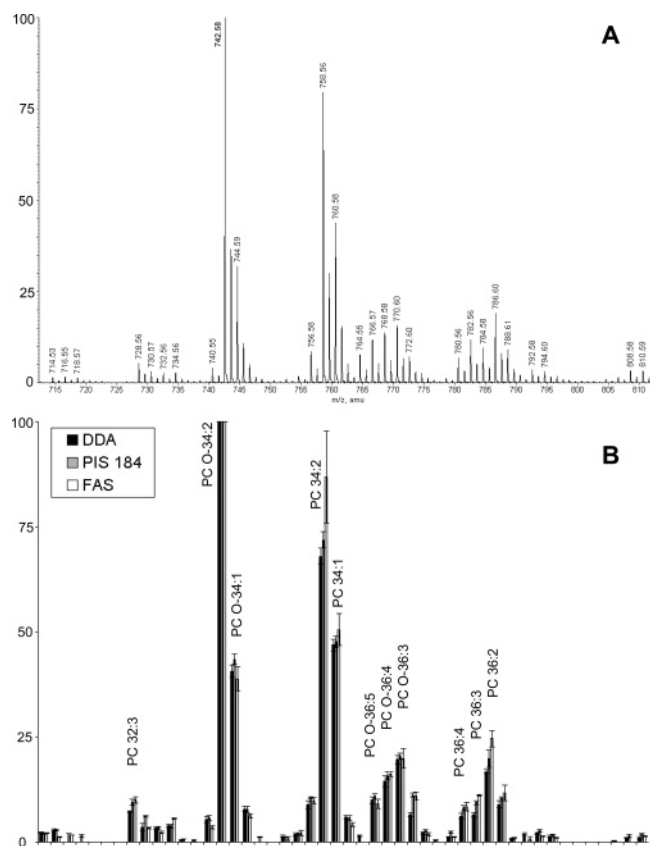 A
100
75
50
25
0
714.53
716.55
718.57
728.56
730.57
732.56
734.56
740.55
742.58
744.59
756.58
758.56
760.58
764.55
766.57
768.58
770.60
772.60
780.56
782.56
784.58
786.60
788.61
792.58
794.60
808.58
810.59
715 720 725 730 735 740 745 750 755 760 765 770 775 780 785 790 795 800 805 810
m/z, amu
B
100
75
50
25
0
DDA
PIS 184
FAS
PC 32:3
PC O-34:2
PC O-34:1
PC 34:2
PC 34:1
PC O-36:5
PC O-36:4
PC O-36:3
PC 36:4
PC 36:3
PC 36:2